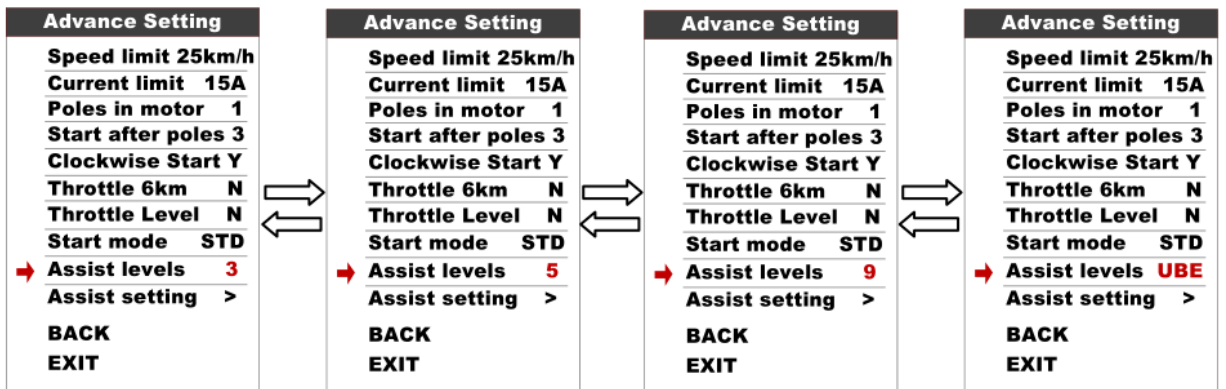 Advance Setting
Speed limit 25km/h
Current limit 15A
Poles in motor 1
Start after poles 3
Clockwise Start Y
Throttle 6km N
Throttle Level N
Start mode STD
Assist levels 3
Assist setting >
BACK
EXIT
Advance Setting
Speed limit 25km/h
Current limit 15A
Poles in motor 1
Start after poles 3
Clockwise Start Y
Throttle 6km N
Throttle Level N
Start mode STD
Assist levels 5
Assist setting >
BACK
EXIT
Advance Setting
Speed limit 25km/h
Current limit 15A
Poles in motor 1
Start after poles 3
Clockwise Start Y
Throttle 6km N
Throttle Level N
Start mode STD
Assist levels 9
Assist setting >
BACK
EXIT
Advance Setting
Speed limit 25km/h
Current limit 15A
Poles in motor 1
Start after poles 3
Clockwise Start Y
Throttle 6km N
Throttle Level N
Start mode STD
Assist levels UBE
Assist setting >
BACK
EXIT